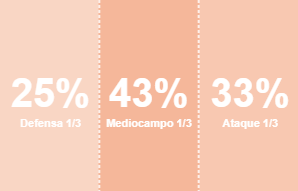 25% 43% 33%
Defensa 1/3 Mediocampo 1/3 Ataque 1/3